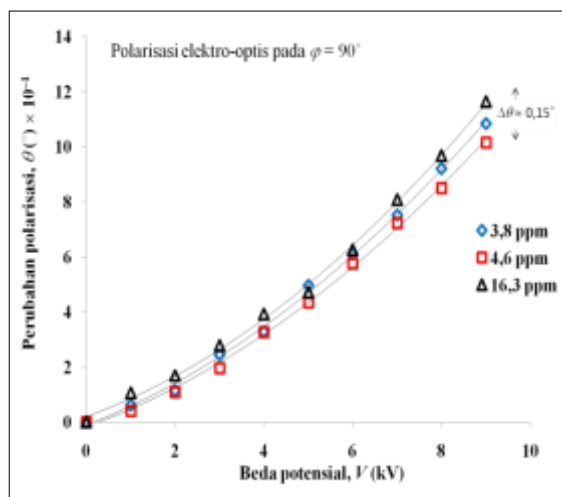 14
12
10
8
6
4
2
0
Perubahan polarisasi, θ (°) × 10⁻¹
Polarisasi elektro-optis pada φ = 90°
Δθ ≈ 0,15°
3,8 ppm
4,6 ppm
16,3 ppm
0 2 4 6 8 10
Beda potensial, V (kV)